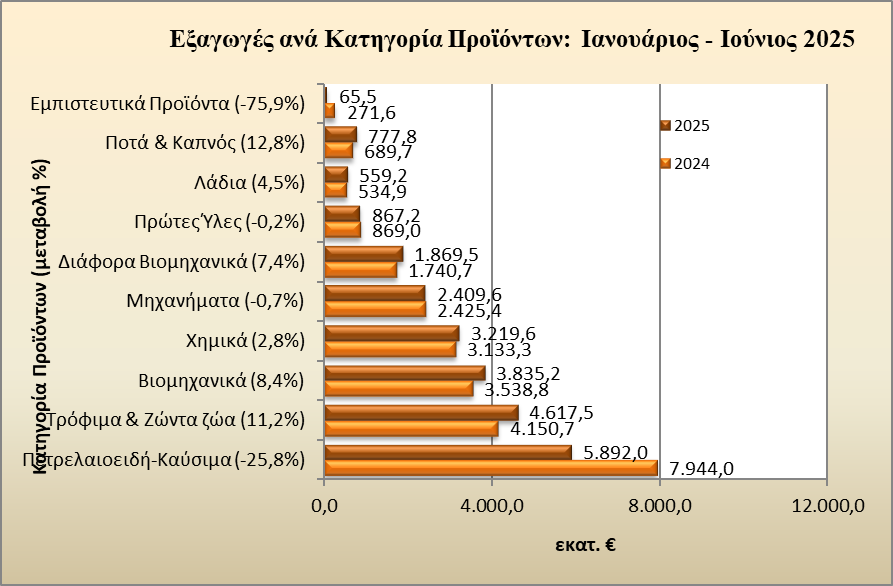 Εξαγωγές ανά Κατηγορία Προϊόντων: Ιανουάριος - Ιούνιος 2025
Κατηγορία Προϊόντων (μεταβολή %)
Εμπιστευτικά Προϊόντα (-75,9%)
65,5
271,6
Ποτά & Καπνός (12,8%)
777,8
689,7
Λάδια (4,5%)
559,2
534,9
Πρώτες Ύλες (-0,2%)
867,2
869,0
Διάφορα Βιομηχανικά (7,4%)
1.869,5
1.740,7
Μηχανήματα (-0,7%)
2.409,6
2.425,4
Χημικά (2,8%)
3.219,6
3.133,3
Βιομηχανικά (8,4%)
3.835,2
3.538,8
Τρόφιμα & Ζώντα ζώα (11,2%)
4.617,5
4.150,7
Πετρελαιοειδή-Καύσιμα (-25,8%)
5.892,0
7.944,0
2025
2024
0,0 4.000,0 8.000,0 12.000,0
εκατ. €